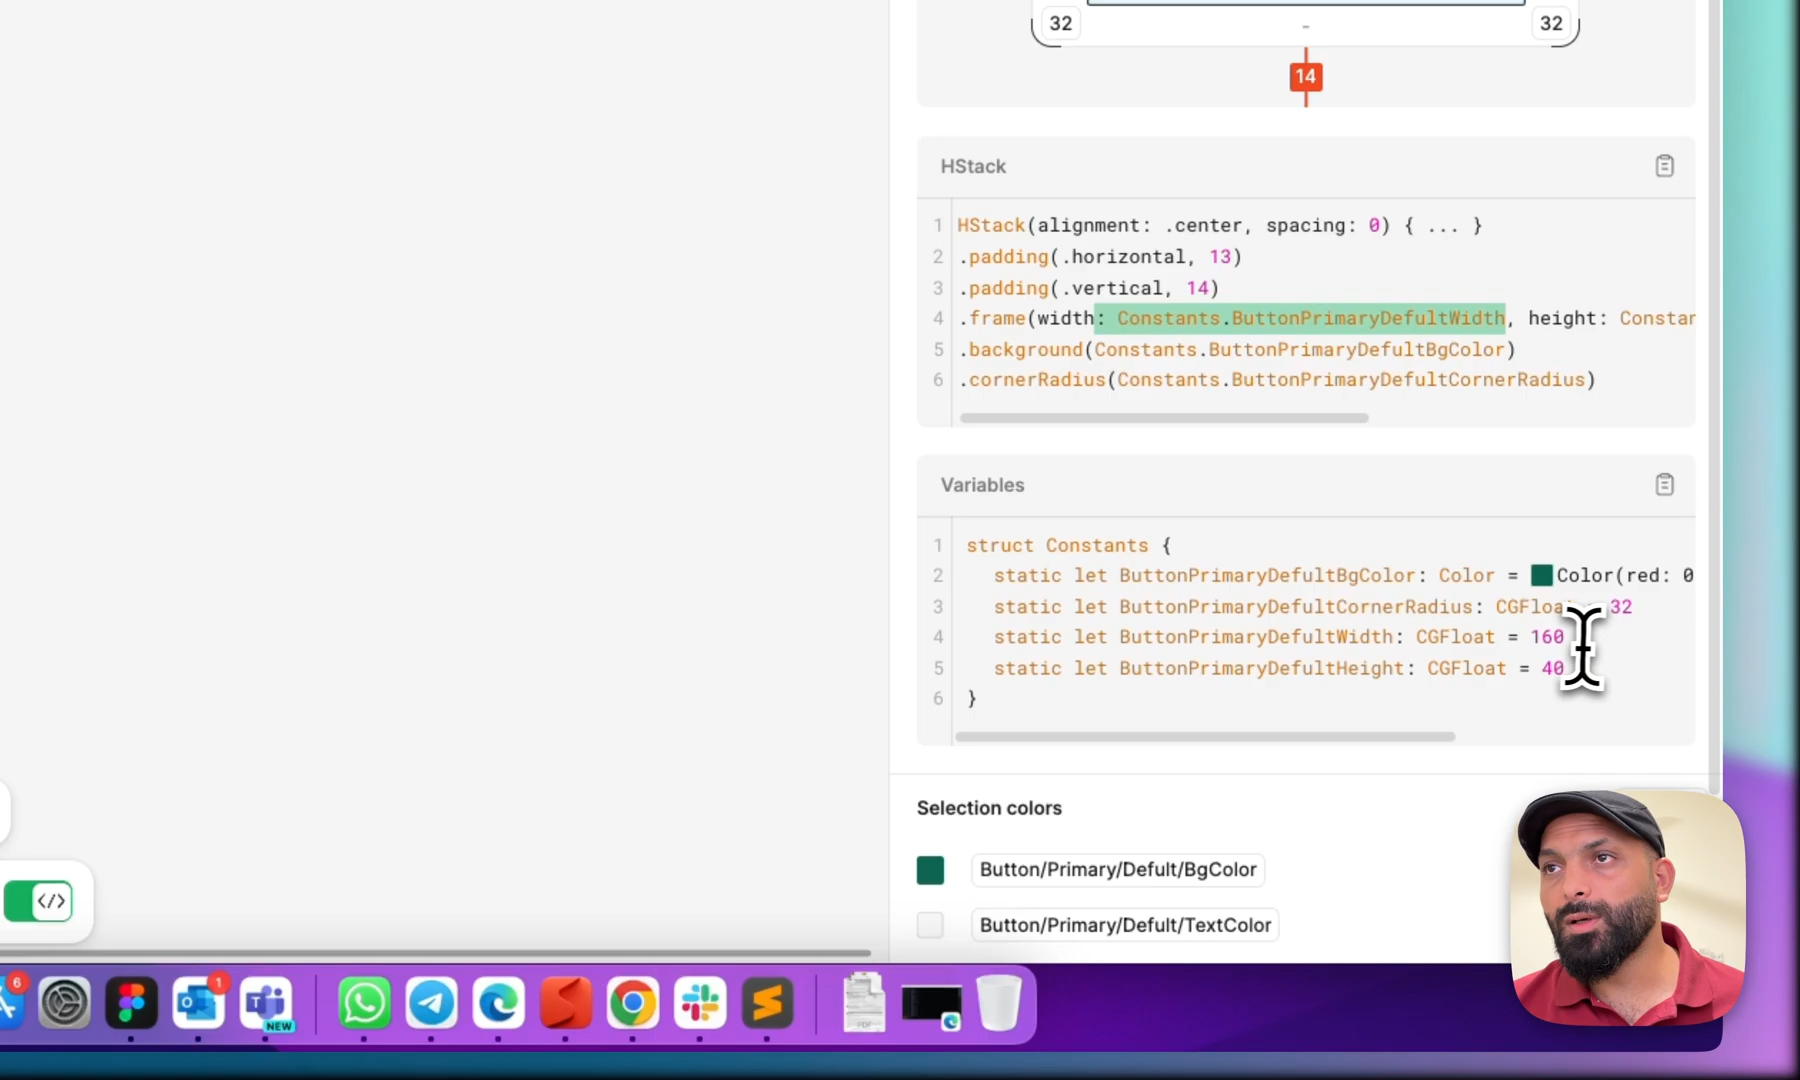 32
-
32
14
HStack
1 HStack(alignment: .center, spacing: 0) { ... }
2 .padding(.horizontal, 13)
3 .padding(.vertical, 14)
4 .frame(width: Constants.ButtonPrimaryDefultWidth, height: Constan
5 .background(Constants.ButtonPrimaryDefultBgColor)
6 .cornerRadius(Constants.ButtonPrimaryDefultCornerRadius)
Variables
1 struct Constants {
2 static let ButtonPrimaryDefultBgColor: Color = Color(red: 0
3 static let ButtonPrimaryDefultCornerRadius: CGFloat 32
4 static let ButtonPrimaryDefultWidth: CGFloat = 160
5 static let ButtonPrimaryDefultHeight: CGFloat = 40
6 }
Selection colors
Button/Primary/Defult/BgColor
Button/Primary/Defult/TextColor
</>
6
1
NEW
PDF